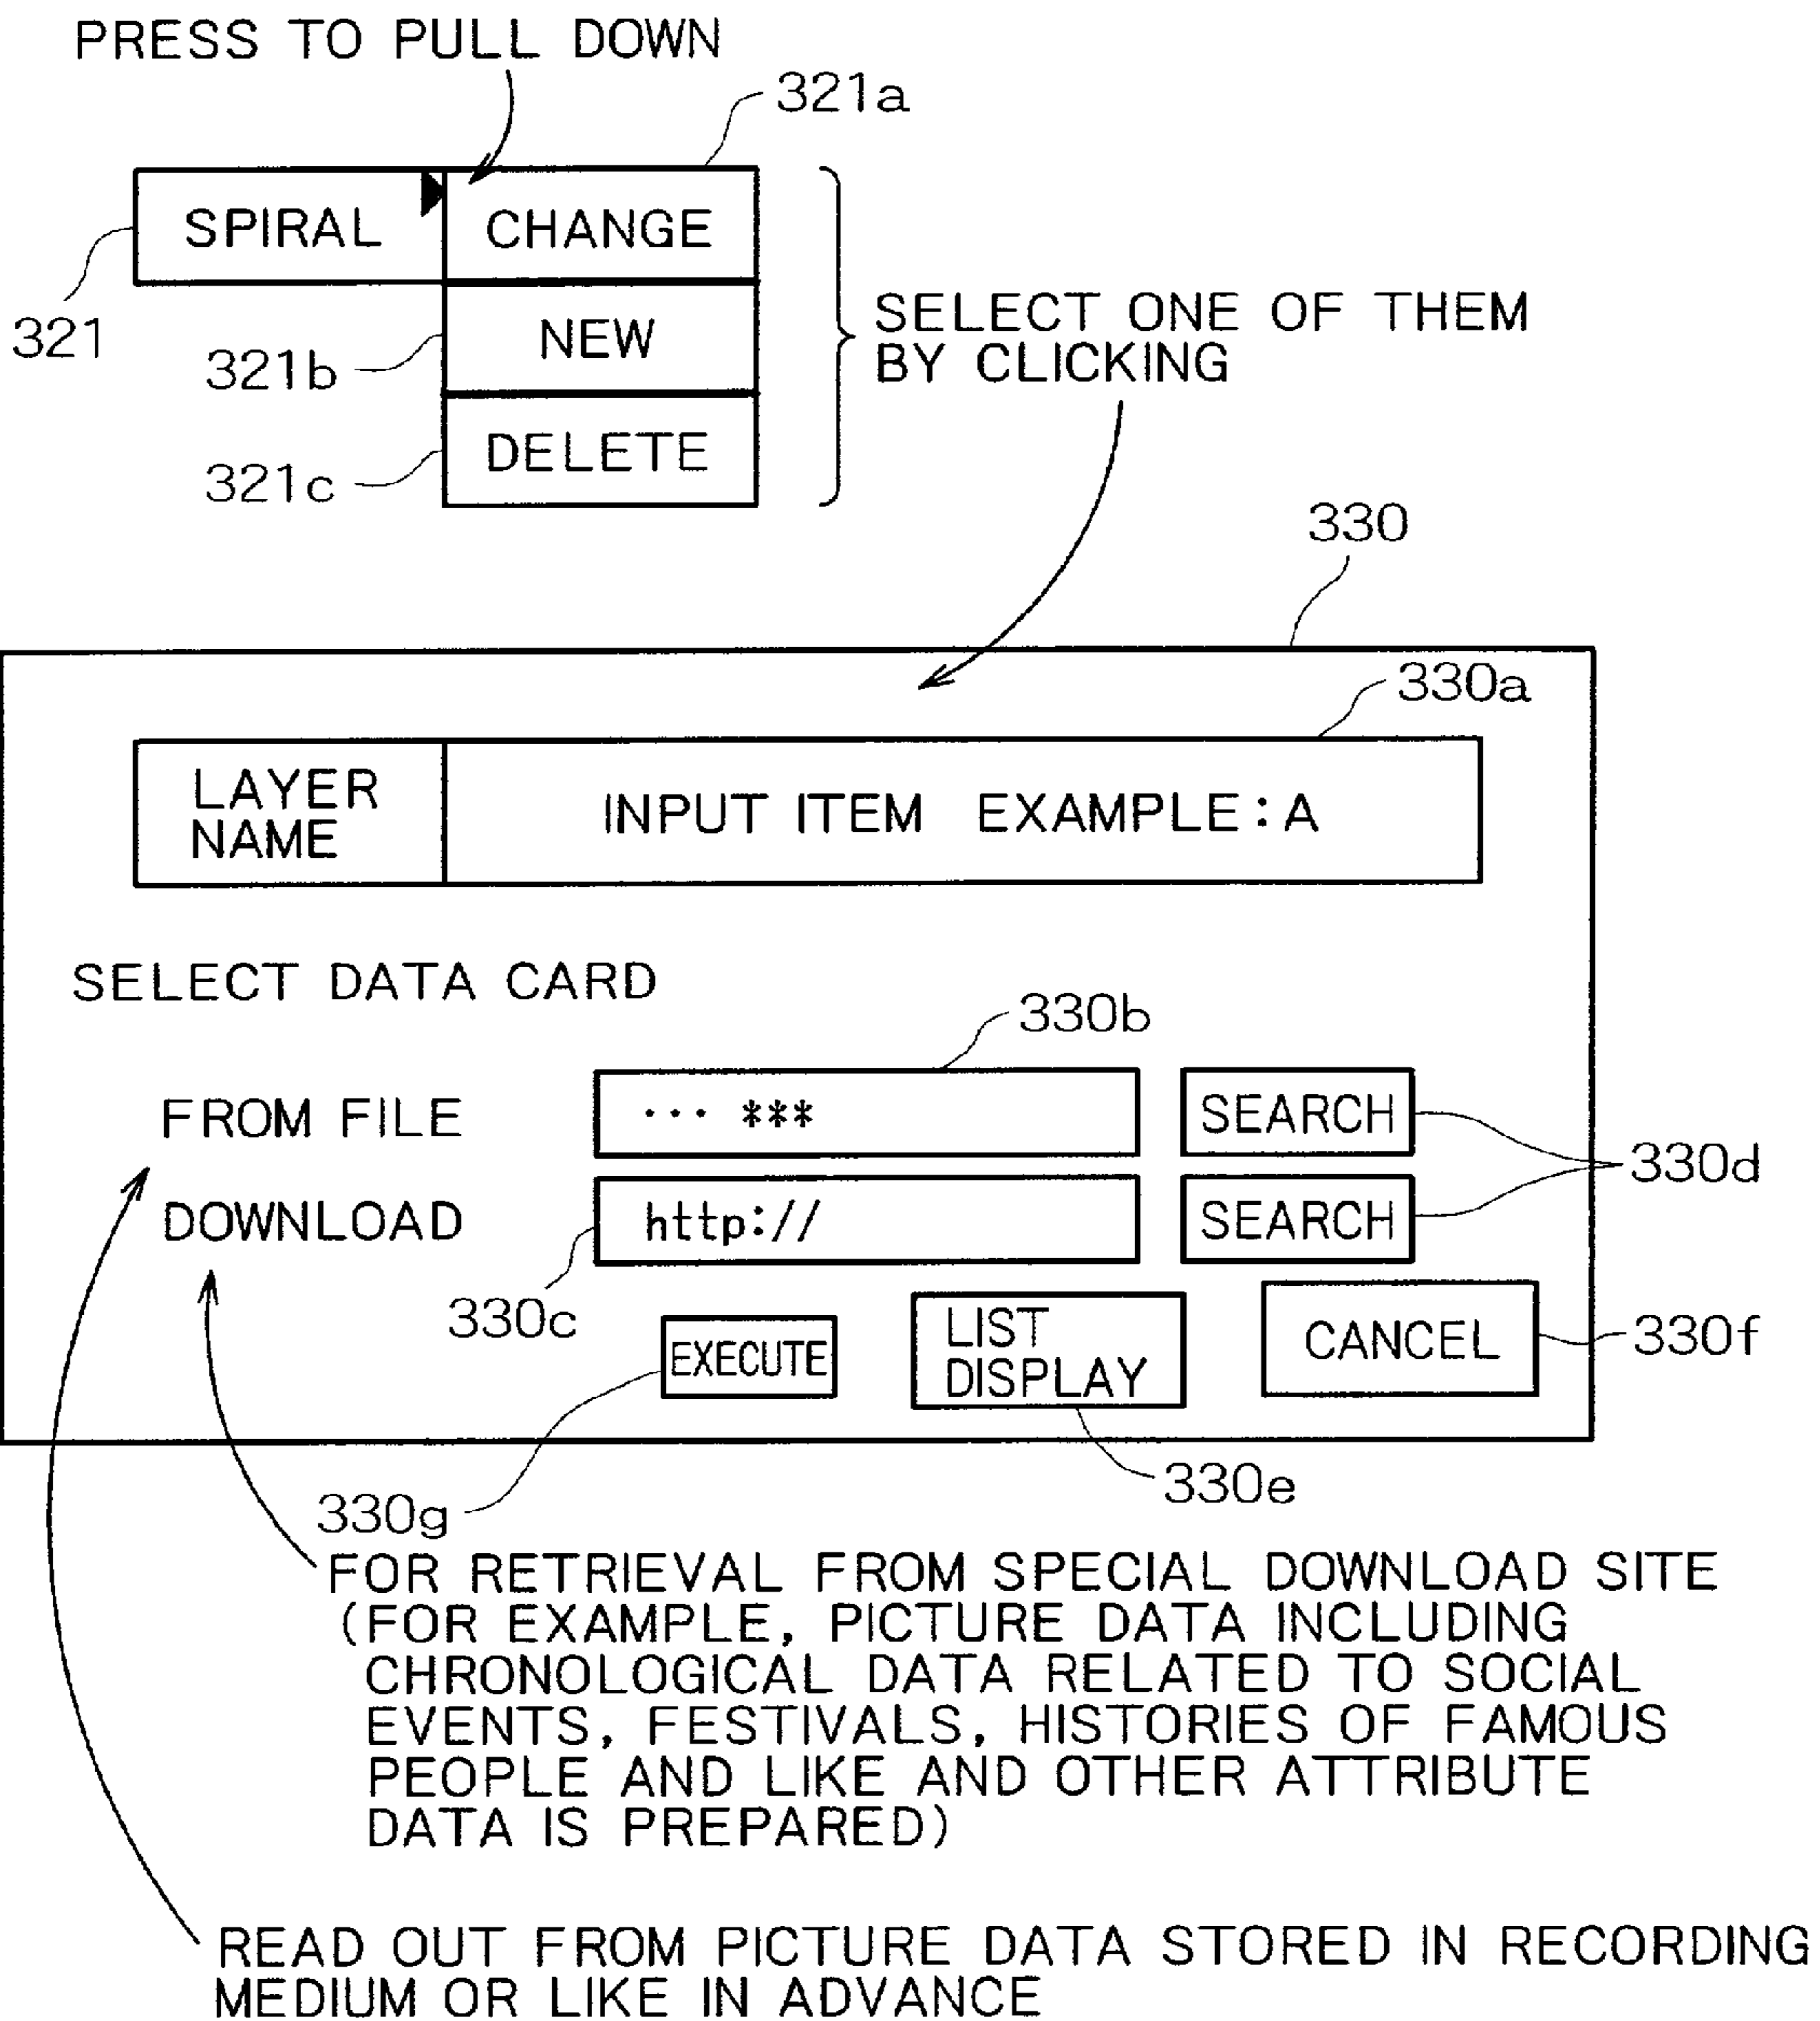 PRESS TO PULL DOWN
321a
SPIRAL
CHANGE
321
NEW
321b
DELETE
321c
SELECT ONE OF THEM
BY CLICKING
330
330a
LAYER
NAME
INPUT ITEM EXAMPLE : A
SELECT DATA CARD
330b
FROM FILE
··· ***
SEARCH
330d
DOWNLOAD
http://
SEARCH
330c
EXECUTE
LIST
DISPLAY
CANCEL
330f
330g
330e
FOR RETRIEVAL FROM SPECIAL DOWNLOAD SITE
(FOR EXAMPLE, PICTURE DATA INCLUDING
CHRONOLOGICAL DATA RELATED TO SOCIAL
EVENTS, FESTIVALS, HISTORIES OF FAMOUS
PEOPLE AND LIKE AND OTHER ATTRIBUTE
DATA IS PREPARED)
READ OUT FROM PICTURE DATA STORED IN RECORDING
MEDIUM OR LIKE IN ADVANCE